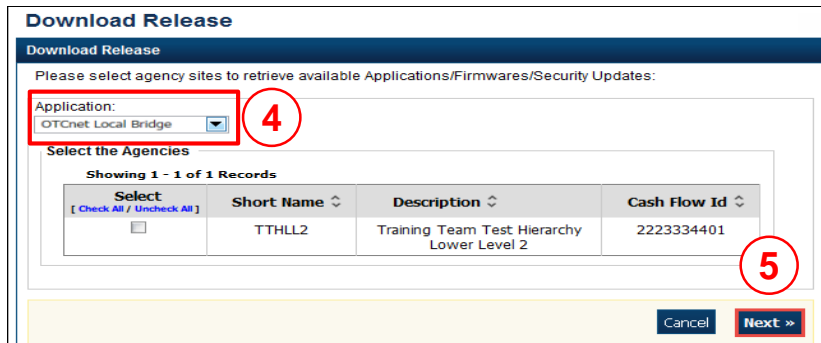 Download Release
Download Release
Please select agency sites to retrieve available Applications/Firmwares/Security Updates:
Application:
OTCnet Local Bridge
4
Select the Agencies
Showing 1 - 1 of 1 Records
Select Short Name Description Cash Flow Id
[ Check All / Uncheck All ]
TTHLL2 Training Team Test Hierarchy 2223334401
Lower Level 2
5
Cancel Next »